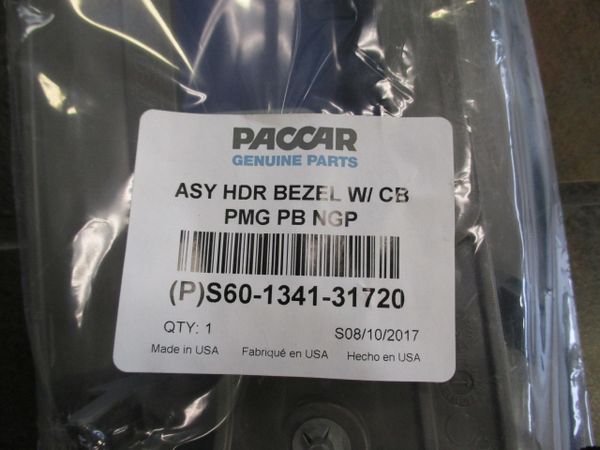 PACCAR
GENUINE PARTS
ASY HDR BEZEL W/ CB
PMG PB NGP
(P)S60-1341-31720
QTY: 1 S08/10/2017
Made in USA Fabriqué en USA Hecho en USA